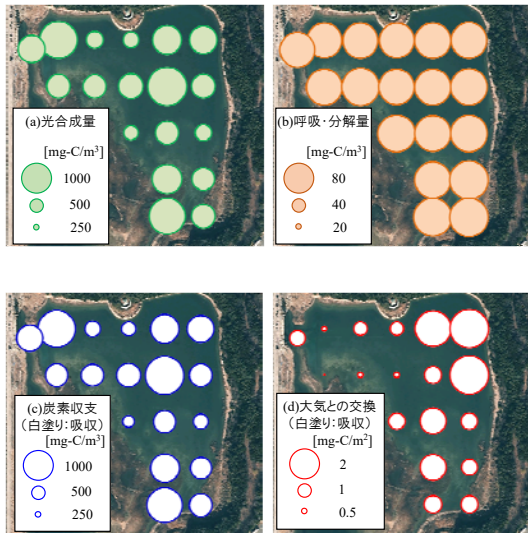 (a)光合成量
[mg-C/m³]
1000
500
250
(b)呼吸・分解量
[mg-C/m³]
80
40
20
(c)炭素収支
(白塗り:吸収)
[mg-C/m³]
1000
500
250
(d)大気との交換
(白塗り:吸収)
[mg-C/m²]
2
1
0.5